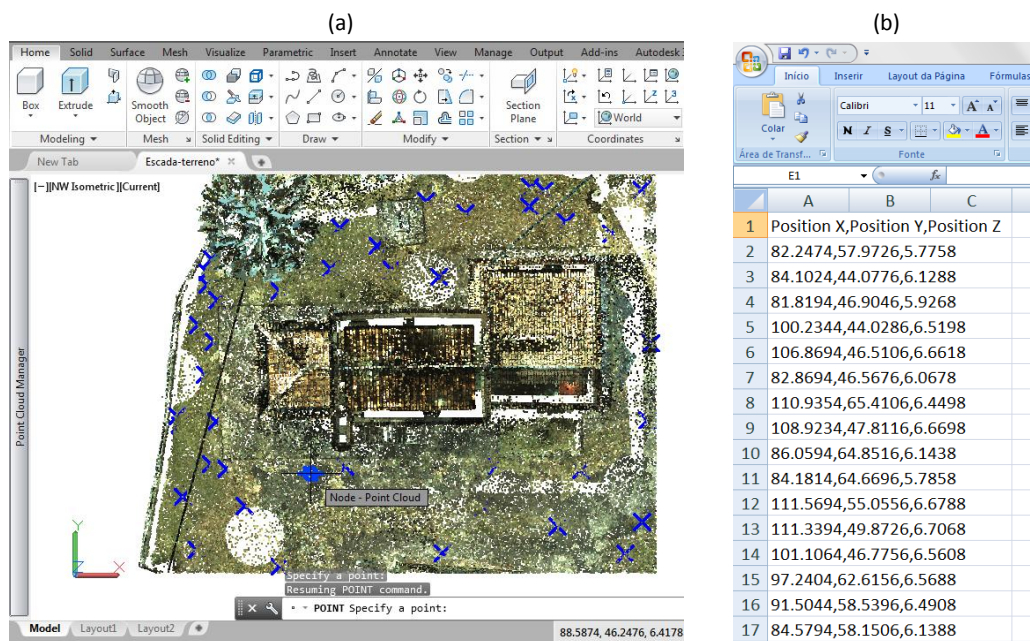 (a)
(b)
Home Solid Surface Mesh Visualize Parametric Insert Annotate View Manage Output Add-ins Autodesk
Box Extrude Smooth Object Section Plane World
Modeling Mesh Solid Editing Draw Modify Section Coordinates
New Tab Escada-terreno*
[−][NW Isometric][Current]
Point Cloud Manager
Node - Point Cloud
Y
X
Specify a point:
Resuming POINT command.
POINT Specify a point:
Model Layout1 Layout2
88.5874, 46.2476, 6.4178
Início Inserir Layout da Página Fórmulas
Colar Calibri 11 A A
N I S A
Área de Transf... Fonte
E1 fx
A B C
1 Position X,Position Y,Position Z
2 82.2474,57.9726,5.7758
3 84.1024,44.0776,6.1288
4 81.8194,46.9046,5.9268
5 100.2344,44.0286,6.5198
6 106.8694,46.5106,6.6618
7 82.8694,46.5676,6.0678
8 110.9354,65.4106,6.4498
9 108.9234,47.8116,6.6698
10 86.0594,64.8516,6.1438
11 84.1814,64.6696,5.7858
12 111.5694,55.0556,6.6788
13 111.3394,49.8726,6.7068
14 101.1064,46.7756,6.5608
15 97.2404,62.6156,6.5688
16 91.5044,58.5396,6.4908
17 84.5794,58.1506,6.1388